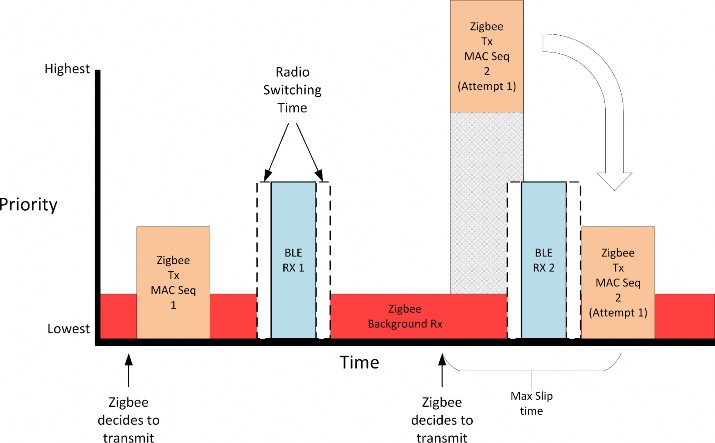 Zigbee
Tx
MAC Seq
2
(Attempt 1)
Highest
Radio
Switching
Time
Priority
Zigbee
Tx
MAC Seq
1
BLE
RX 1
BLE
RX 2
Zigbee
Tx
MAC Seq
2
(Attempt 1)
Zigbee
Background Rx
Lowest
Time
Zigbee
decides to
transmit
Zigbee
decides to
transmit
Max Slip
time